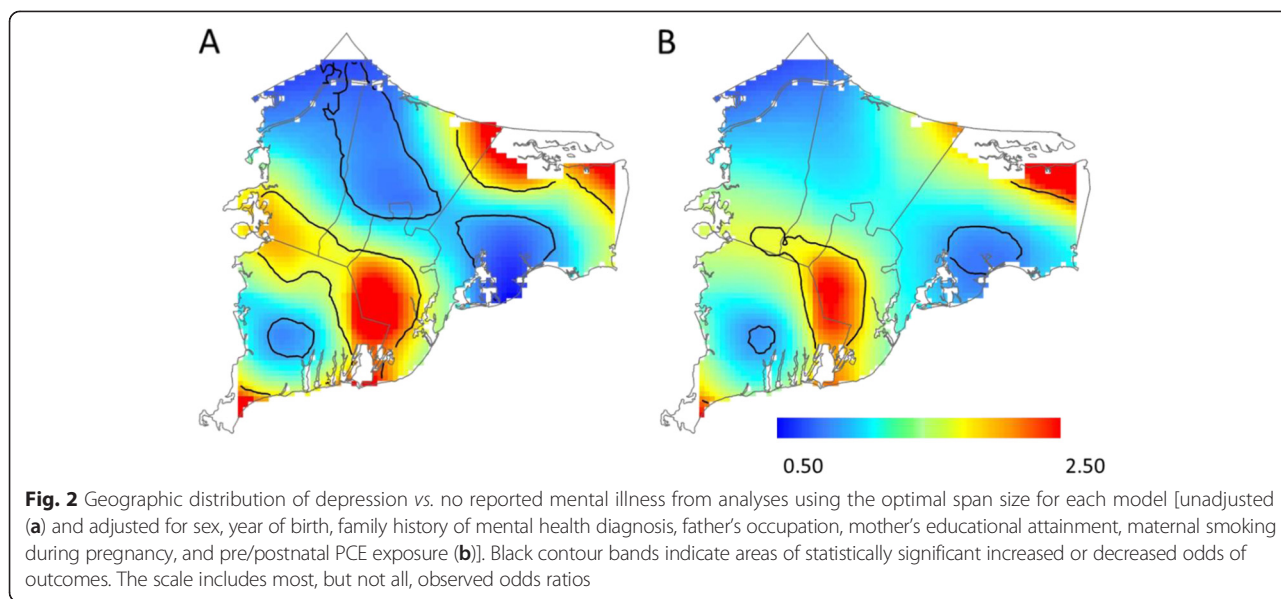 A
B
0.50
2.50
Fig. 2 Geographic distribution of depression vs. no reported mental illness from analyses using the optimal span size for each model [unadjusted
(a) and adjusted for sex, year of birth, family history of mental health diagnosis, father's occupation, mother's educational attainment, maternal smoking
during pregnancy, and pre/postnatal PCE exposure (b)]. Black contour bands indicate areas of statistically significant increased or decreased odds of
outcomes. The scale includes most, but not all, observed odds ratios